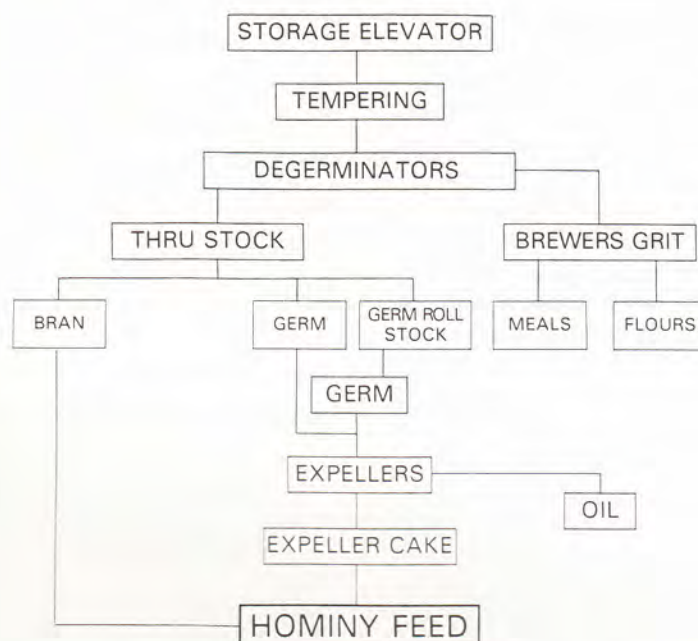 STORAGE ELEVATOR
TEMPERING
DEGERMINATORS
THRU STOCK
BREWERS GRIT
BRAN
GERM
GERM ROLL
STOCK
MEALS
FLOURS
GERM
EXPELLERS
OIL
EXPELLER CAKE
HOMINY FEED